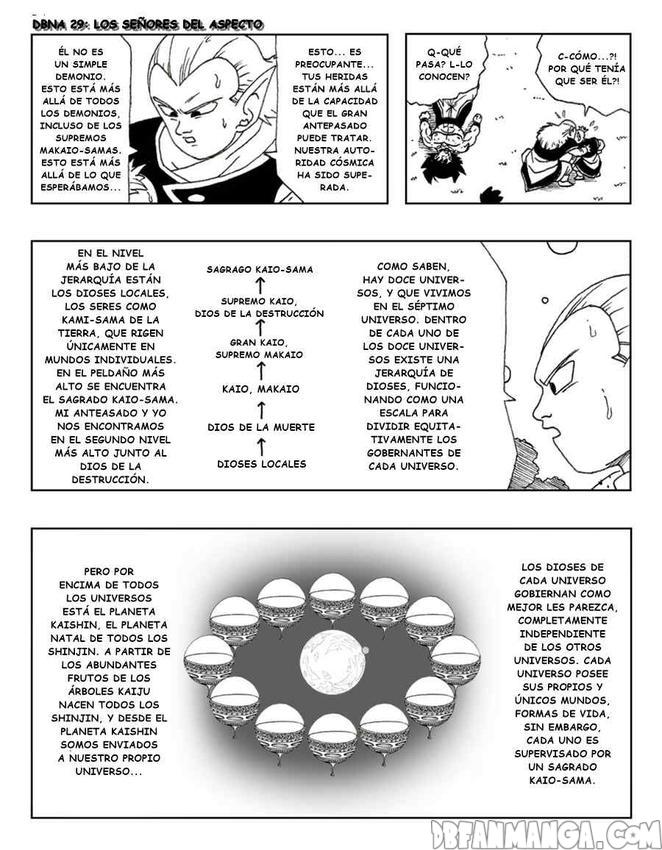 DBNA 29: LOS SEÑORES DEL ASPECTO
ÉL NO ES
UN SIMPLE
DEMONIO.
ESTO ESTÁ MÁS
ALLÁ DE TODOS
LOS DEMONIOS,
INCLUSO DE LOS
SUPREMOS
MAKAIO-SAMAS.
ESTO ESTÁ MÁS
ALLÁ DE LO QUE
ESPERÁBAMOS...
ESTO... ES
PREOCUPANTE...
TUS HERIDAS
ESTÁN MÁS ALLÁ
DE LA CAPACIDAD
QUE EL GRAN
ANTEPASADO
PUEDE TRATAR.
NUESTRA AUTO-
RIDAD CÓSMICA
HA SIDO SUPE-
RADA.
Q-QUÉ
PASA? L-LO
CONOCEN?
C-CÓMO...?!
POR QUÉ TENÍA
QUE SER ÉL?!
EN EL NIVEL
MÁS BAJO DE LA
JERARQUÍA ESTÁN
LOS DIOSES LOCALES,
LOS SERES COMO
KAMI-SAMA DE LA
TIERRA, QUE RIGEN
ÚNICAMENTE EN
MUNDOS INDIVIDUALES.
EN EL PELDAÑO MÁS
ALTO SE ENCUENTRA
EL SAGRADO KAIO-SAMA.
MI ANTEASADO Y YO
NOS ENCONTRAMOS
EN EL SEGUNDO NIVEL
MÁS ALTO JUNTO AL
DIOS DE LA
DESTRUCCIÓN.
SAGRAGO KAIO-SAMA
↑
SUPREMO KAIO,
DIOS DE LA DESTRUCCIÓN
↑
GRAN KAIO,
SUPREMO MAKAIO
↑
KAIO, MAKAIO
↑
DIOS DE LA MUERTE
↑
DIOSES LOCALES
COMO SABEN,
HAY DOCE UNIVER-
SOS, Y QUE VIVIMOS
EN EL SÉPTIMO
UNIVERSO. DENTRO
DE CADA UNO DE
LOS DOCE UNIVER-
SOS EXISTE UNA
JERARQUÍA DE
DIOSES, FUNCIO-
NANDO COMO UNA
ESCALA PARA
DIVIDIR EQUITA-
TIVAMENTE LOS
GOBERNANTES DE
CADA UNIVERSO.
PERO POR
ENCIMA DE TODOS
LOS UNIVERSOS
ESTÁ EL PLANETA
KAISHIN, EL PLANETA
NATAL DE TODOS LOS
SHINJIN. A PARTIR DE
LOS ABUNDANTES
FRUTOS DE LOS
ÁRBOLES KAIJU
NACEN TODOS LOS
SHINJIN, Y DESDE EL
PLANETA KAISHIN
SOMOS ENVIADOS
A NUESTRO PROPIO
UNIVERSO...
LOS DIOSES DE
CADA UNIVERSO
GOBIERNAN COMO
MEJOR LES PAREZCA,
COMPLETAMENTE
INDEPENDIENTE
DE LOS OTROS
UNIVERSOS. CADA
UNIVERSO POSEE
SUS PROPIOS Y
ÚNICOS MUNDOS,
FORMAS DE VIDA,
SIN EMBARGO,
CADA UNO ES
SUPERVISADO POR
UN SAGRADO
KAIO-SAMA.
DBFANMANGA.COM